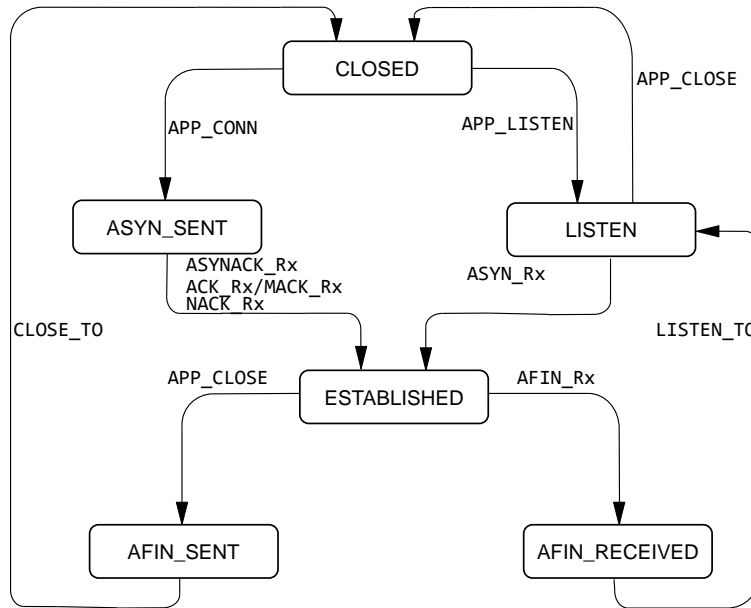 CLOSED
APP_CLOSE
APP_CONN
APP_LISTEN
ASYN_SENT
LISTEN
ASYNACK_Rx
ACK_Rx/MACK_Rx
NACK_Rx
ASYN_Rx
CLOSE_TO
LISTEN_TO
APP_CLOSE
AFIN_Rx
ESTABLISHED
AFIN_SENT
AFIN_RECEIVED